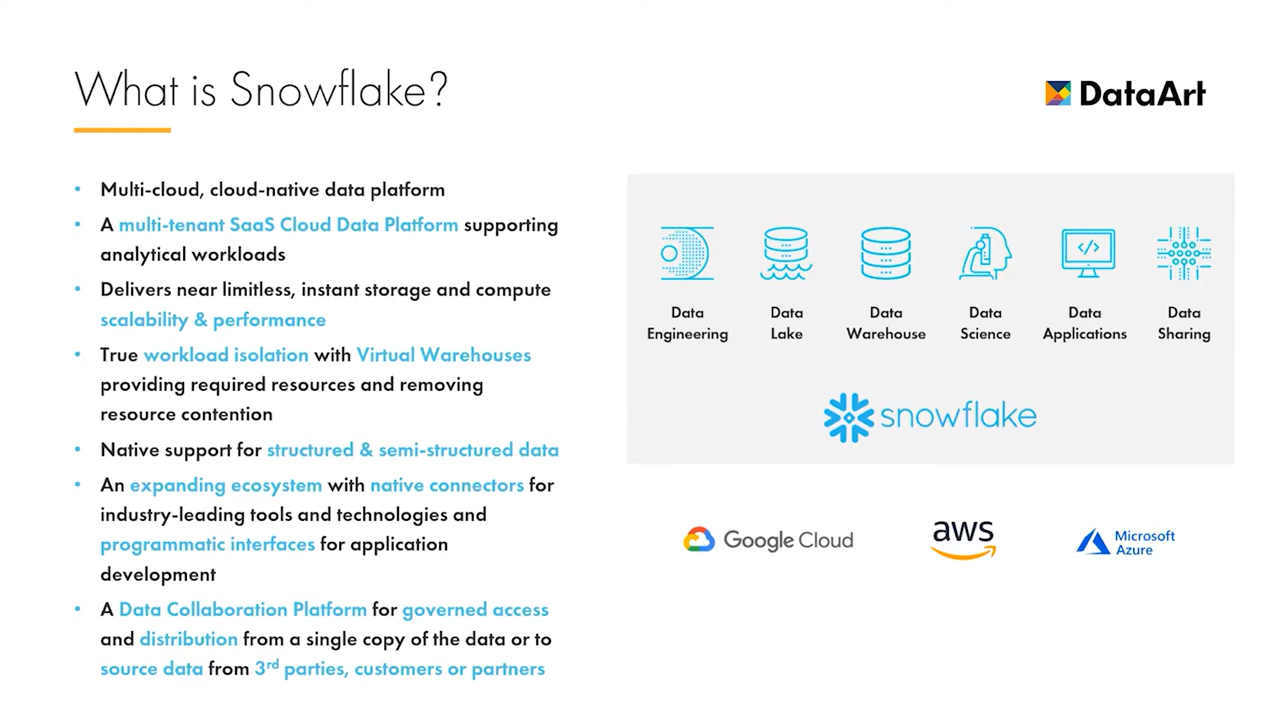 What is Snowflake?
DataArt
• Multi-cloud, cloud-native data platform
• A multi-tenant SaaS Cloud Data Platform supporting
analytical workloads
• Delivers near limitless, instant storage and compute
scalability & performance
• True workload isolation with Virtual Warehouses
providing required resources and removing
resource contention
• Native support for structured & semi-structured data
• An expanding ecosystem with native connectors for
industry-leading tools and technologies and
programmatic interfaces for application
development
• A Data Collaboration Platform for governed access
and distribution from a single copy of the data or to
source data from 3rd parties, customers or partners
</>
Data
Engineering
Data
Lake
Data
Warehouse
Data
Science
Data
Applications
Data
Sharing
snowflake
Google Cloud
aws
Microsoft
Azure